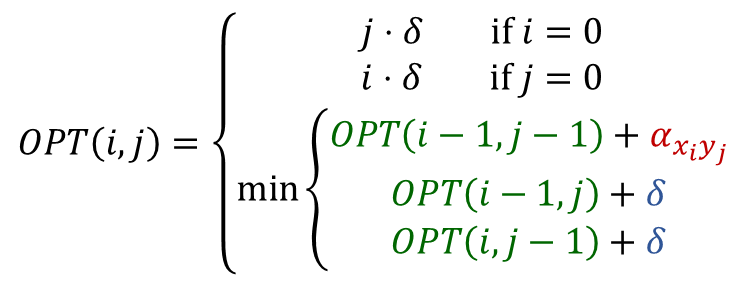 j · δ if i = 0
i · δ if j = 0
OPT(i, j) =
OPT(i − 1, j − 1) + α_{x_i y_j}
min
OPT(i − 1, j) + δ
OPT(i, j − 1) + δ